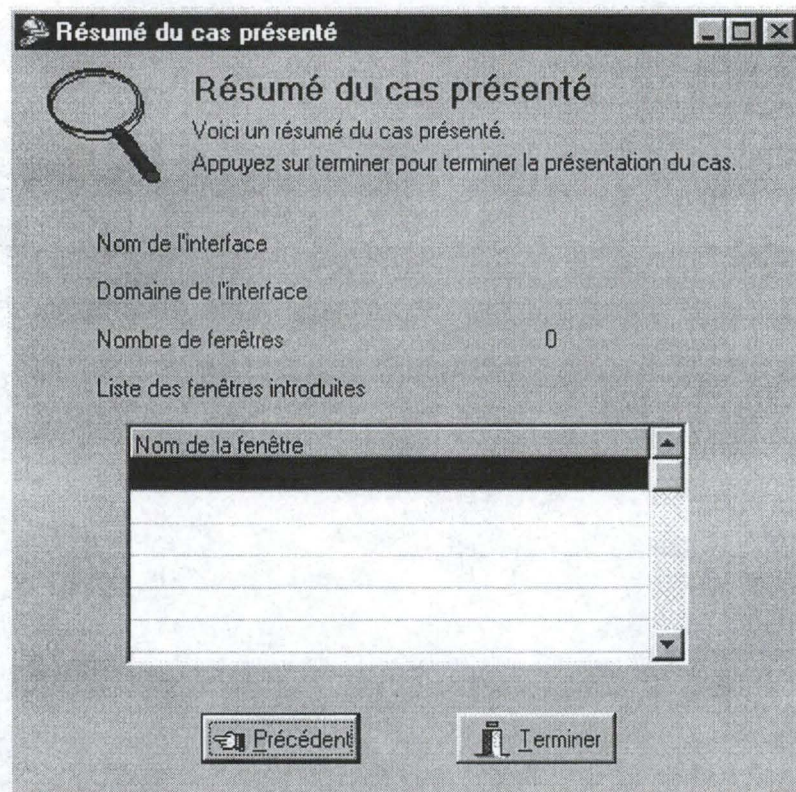 Résumé du cas présenté
Résumé du cas présenté
Voici un résumé du cas présenté.
Appuyez sur terminer pour terminer la présentation du cas.
Nom de l'interface
Domaine de l'interface
Nombre de fenêtres 0
Liste des fenêtres introduites
Nom de la fenêtre
Précédent Terminer